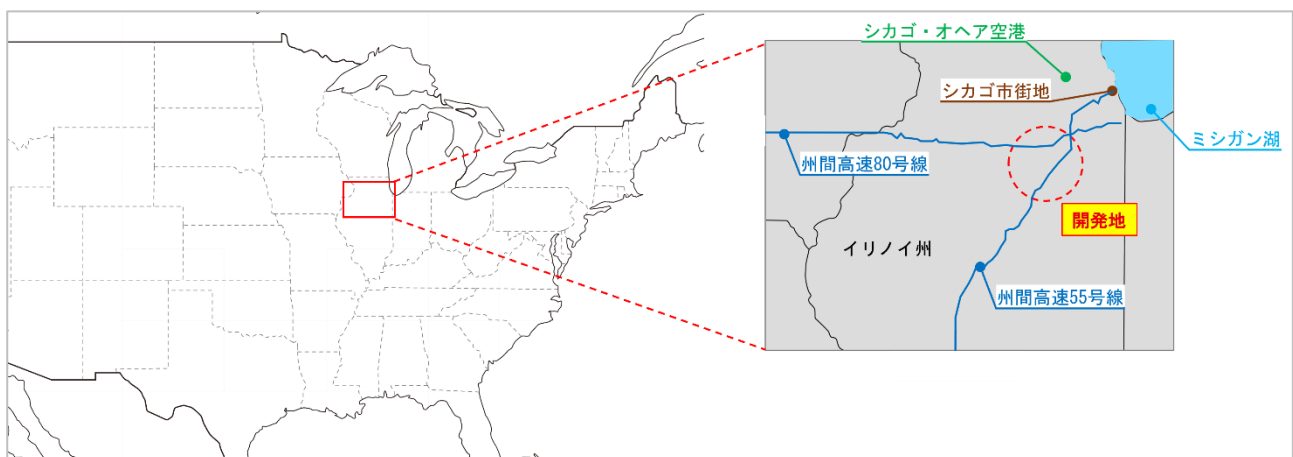 シカゴ・オヘア空港
シカゴ市街地
ミシガン湖
州間高速80号線
開発地
イリノイ州
州間高速55号線